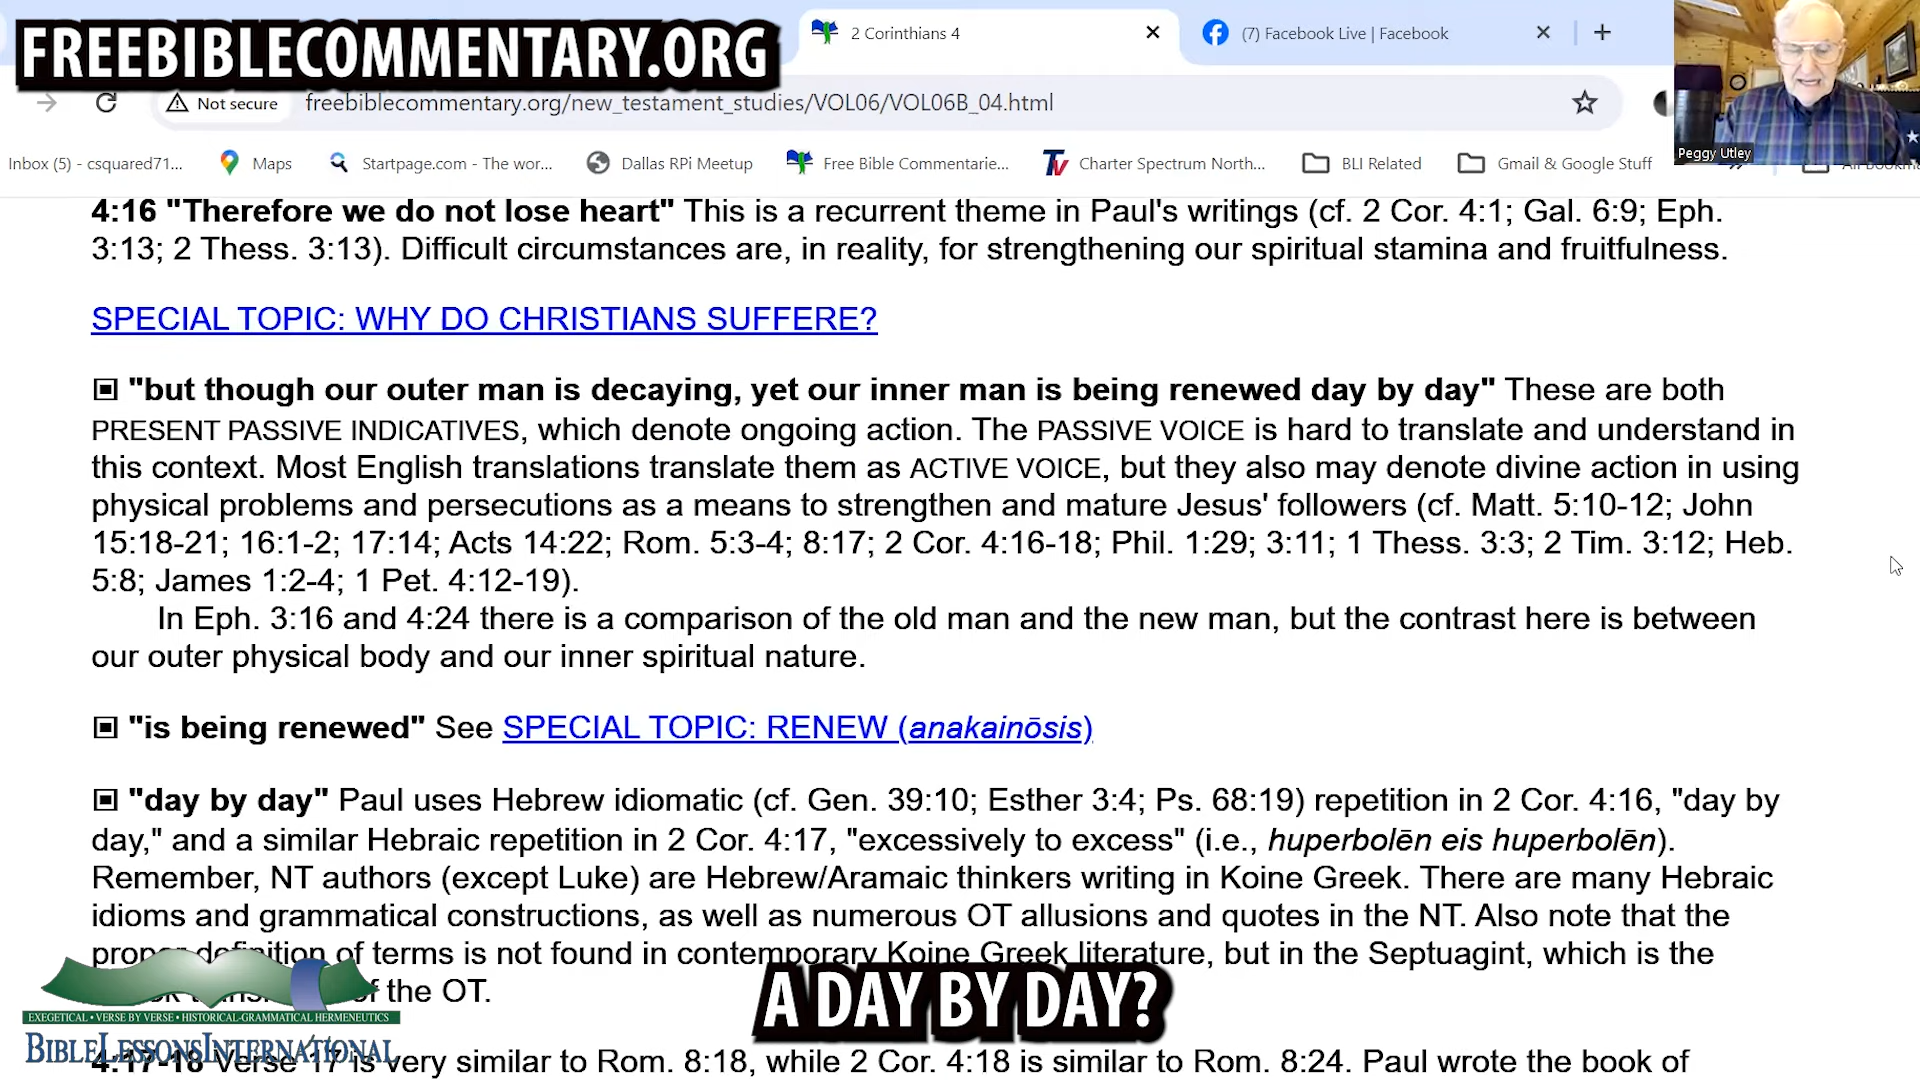 FREEBIBLECOMMENTARY.ORG
2 Corinthians 4
(7) Facebook Live | Facebook
Not secure
freebiblecommentary.org/new_testament_studies/VOL06/VOL06B_04.html
Peggy Utley
Inbox (5) - csquared71...
Maps
Startpage.com - The wor...
Dallas RPi Meetup
Free Bible Commentarie...
Charter Spectrum North...
BLI Related
Gmail & Google Stuff
4:16 "Therefore we do not lose heart" This is a recurrent theme in Paul's writings (cf. 2 Cor. 4:1; Gal. 6:9; Eph.
3:13; 2 Thess. 3:13). Difficult circumstances are, in reality, for strengthening our spiritual stamina and fruitfulness.
SPECIAL TOPIC: WHY DO CHRISTIANS SUFFERE?
"but though our outer man is decaying, yet our inner man is being renewed day by day" These are both
PRESENT PASSIVE INDICATIVES, which denote ongoing action. The PASSIVE VOICE is hard to translate and understand in
this context. Most English translations translate them as ACTIVE VOICE, but they also may denote divine action in using
physical problems and persecutions as a means to strengthen and mature Jesus' followers (cf. Matt. 5:10-12; John
15:18-21; 16:1-2; 17:14; Acts 14:22; Rom. 5:3-4; 8:17; 2 Cor. 4:16-18; Phil. 1:29; 3:11; 1 Thess. 3:3; 2 Tim. 3:12; Heb.
5:8; James 1:2-4; 1 Pet. 4:12-19).
In Eph. 3:16 and 4:24 there is a comparison of the old man and the new man, but the contrast here is between
our outer physical body and our inner spiritual nature.
"is being renewed" See SPECIAL TOPIC: RENEW (anakainōsis)
"day by day" Paul uses Hebrew idiomatic (cf. Gen. 39:10; Esther 3:4; Ps. 68:19) repetition in 2 Cor. 4:16, "day by
day," and a similar Hebraic repetition in 2 Cor. 4:17, "excessively to excess" (i.e., huperbolēn eis huperbolēn).
Remember, NT authors (except Luke) are Hebrew/Aramaic thinkers writing in Koine Greek. There are many Hebraic
idioms and grammatical constructions, as well as numerous OT allusions and quotes in the NT. Also note that the
proper definition of terms is not found in contemporary Koine Greek literature, but in the Septuagint, which is the
of the OT.
A DAY BY DAY?
EXEGETICAL • VERSE BY VERSE • HISTORICAL-GRAMMATICAL HERMENEUTICS
BIBLELESSONSINTERNATIONAL
4:17-18 Verse 17 is very similar to Rom. 8:18, while 2 Cor. 4:18 is similar to Rom. 8:24. Paul wrote the book of